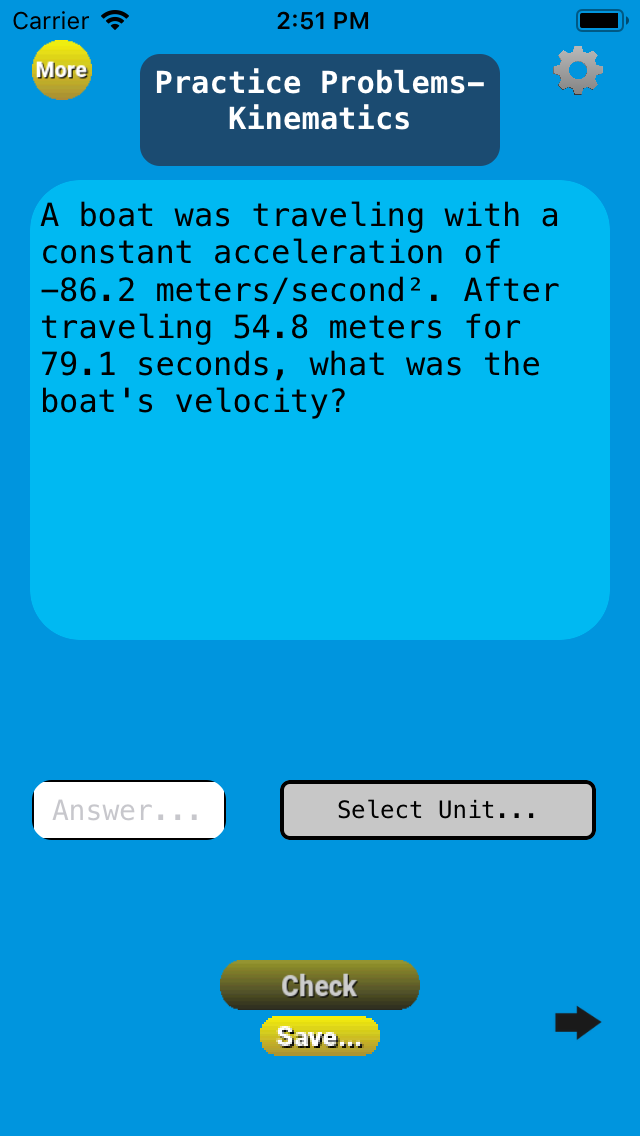 Carrier
2:51 PM
More
Practice Problems-
Kinematics
A boat was traveling with a
constant acceleration of
-86.2 meters/second². After
traveling 54.8 meters for
79.1 seconds, what was the
boat's velocity?
Answer...
Select Unit...
Check
Save...